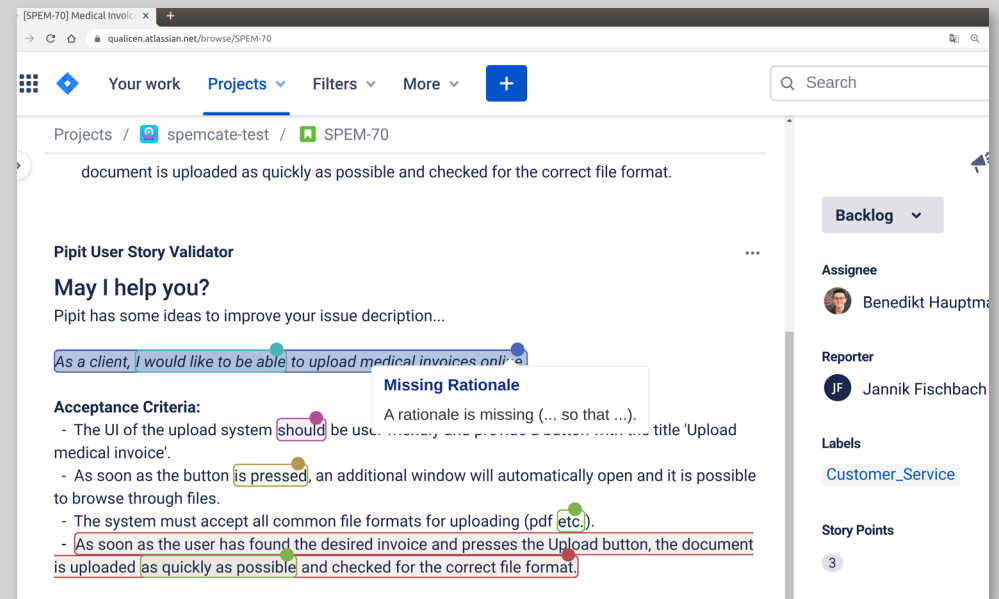 [SPEM-70] Medical Invoice
qualicen.atlassian.net/browse/SPEM-70
Your work Projects Filters More + Search
Projects / spemcate-test / SPEM-70
document is uploaded as quickly as possible and checked for the correct file format.
Backlog
Pipit User Story Validator
May I help you?
Pipit has some ideas to improve your issue decription...
As a client, I would like to be able to upload medical invoices online.
Missing Rationale
A rationale is missing (... so that ...).
Acceptance Criteria:
- The UI of the upload system should be user friendly and provide a button with the title 'Upload
medical invoice'.
- As soon as the button is pressed, an additional window will automatically open and it is possible
to browse through files.
- The system must accept all common file formats for uploading (pdf etc.).
- As soon as the user has found the desired invoice and presses the Upload button, the document
is uploaded as quickly as possible and checked for the correct file format.
Assignee
Benedikt Hauptma
Reporter
JF Jannik Fischbach
Labels
Customer_Service
Story Points
3